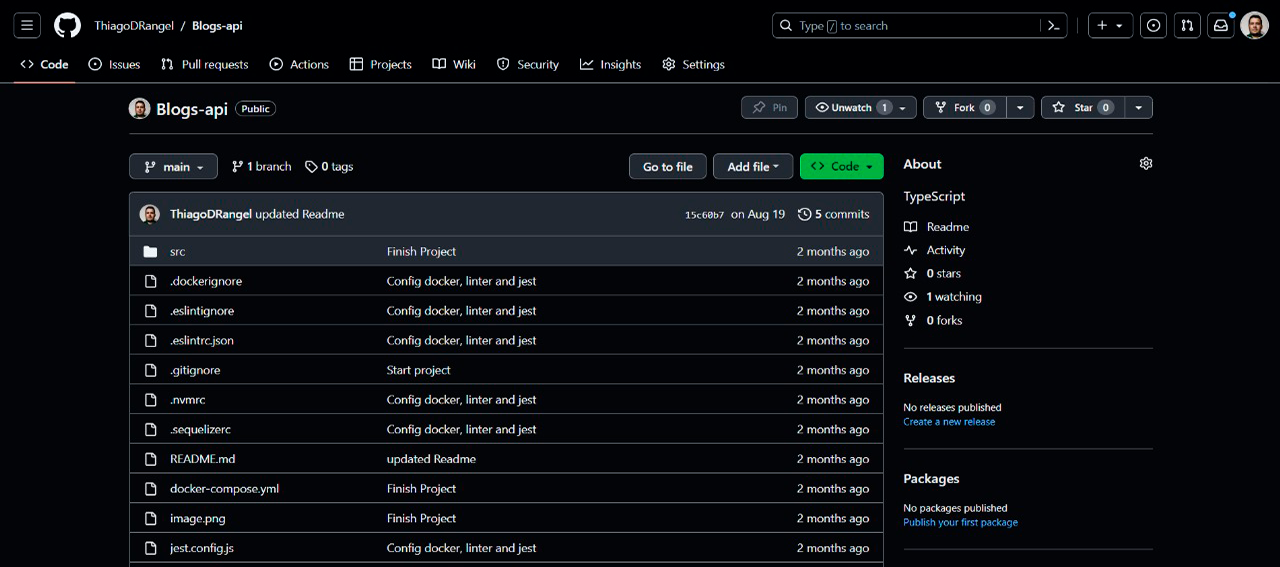 ThiagoDRangel / Blogs-api
Type / to search
Code Issues Pull requests Actions Projects Wiki Security Insights Settings
Blogs-api Public
Pin Unwatch 1 Fork 0 Star 0
main 1 branch 0 tags Go to file Add file Code
ThiagoDRangel updated Readme 15c60b7 on Aug 19 5 commits
src Finish Project 2 months ago
.dockerignore Config docker, linter and jest 2 months ago
.eslintignore Config docker, linter and jest 2 months ago
.eslintrc.json Config docker, linter and jest 2 months ago
.gitignore Start project 2 months ago
.nvmrc Config docker, linter and jest 2 months ago
.sequelizerc Config docker, linter and jest 2 months ago
README.md updated Readme 2 months ago
docker-compose.yml Finish Project 2 months ago
image.png Finish Project 2 months ago
jest.config.js Config docker, linter and jest 2 months ago
About
TypeScript
Readme
Activity
0 stars
1 watching
0 forks
Releases
No releases published
Create a new release
Packages
No packages published
Publish your first package